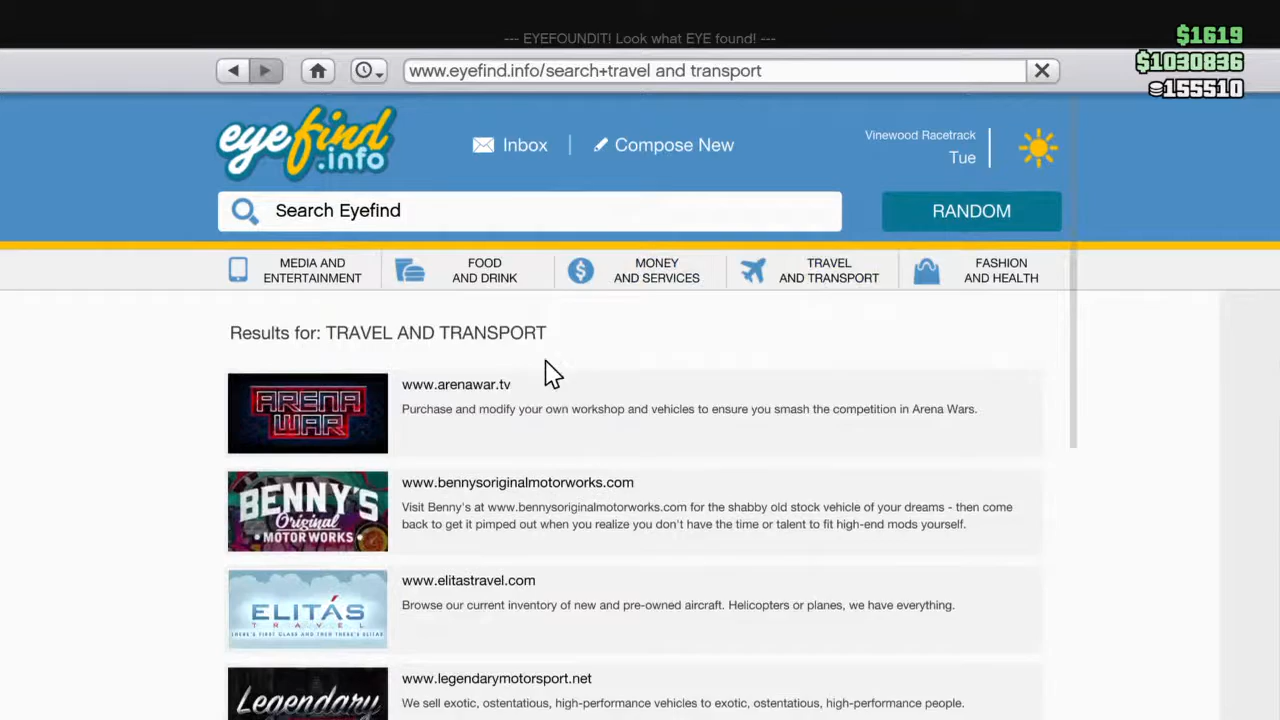 --- EYEFOUNDIT! Look what EYE found! ---
$1619
$1030836
155510
www.eyefind.info/search+travel and transport
eyefind.info
Inbox
Compose New
Vinewood Racetrack
Tue
Search Eyefind
RANDOM
MEDIA AND ENTERTAINMENT
FOOD AND DRINK
MONEY AND SERVICES
TRAVEL AND TRANSPORT
FASHION AND HEALTH
Results for: TRAVEL AND TRANSPORT
ARENA WAR
www.arenawar.tv
Purchase and modify your own workshop and vehicles to ensure you smash the competition in Arena Wars.
BENNY'S
Original
MOTOR WORKS
www.bennysoriginalmotorworks.com
Visit Benny's at www.bennysoriginalmotorworks.com for the shabby old stock vehicle of your dreams - then come
back to get it pimped out when you realize you don't have the time or talent to fit high-end mods yourself.
ELITÁS
TRAVEL
THERE'S FIRST CLASS AND THEN THERE'S ELITAS
www.elitastravel.com
Browse our current inventory of new and pre-owned aircraft. Helicopters or planes, we have everything.
Legendary
www.legendarymotorsport.net
We sell exotic, ostentatious, high-performance vehicles to exotic, ostentatious, high-performance people.